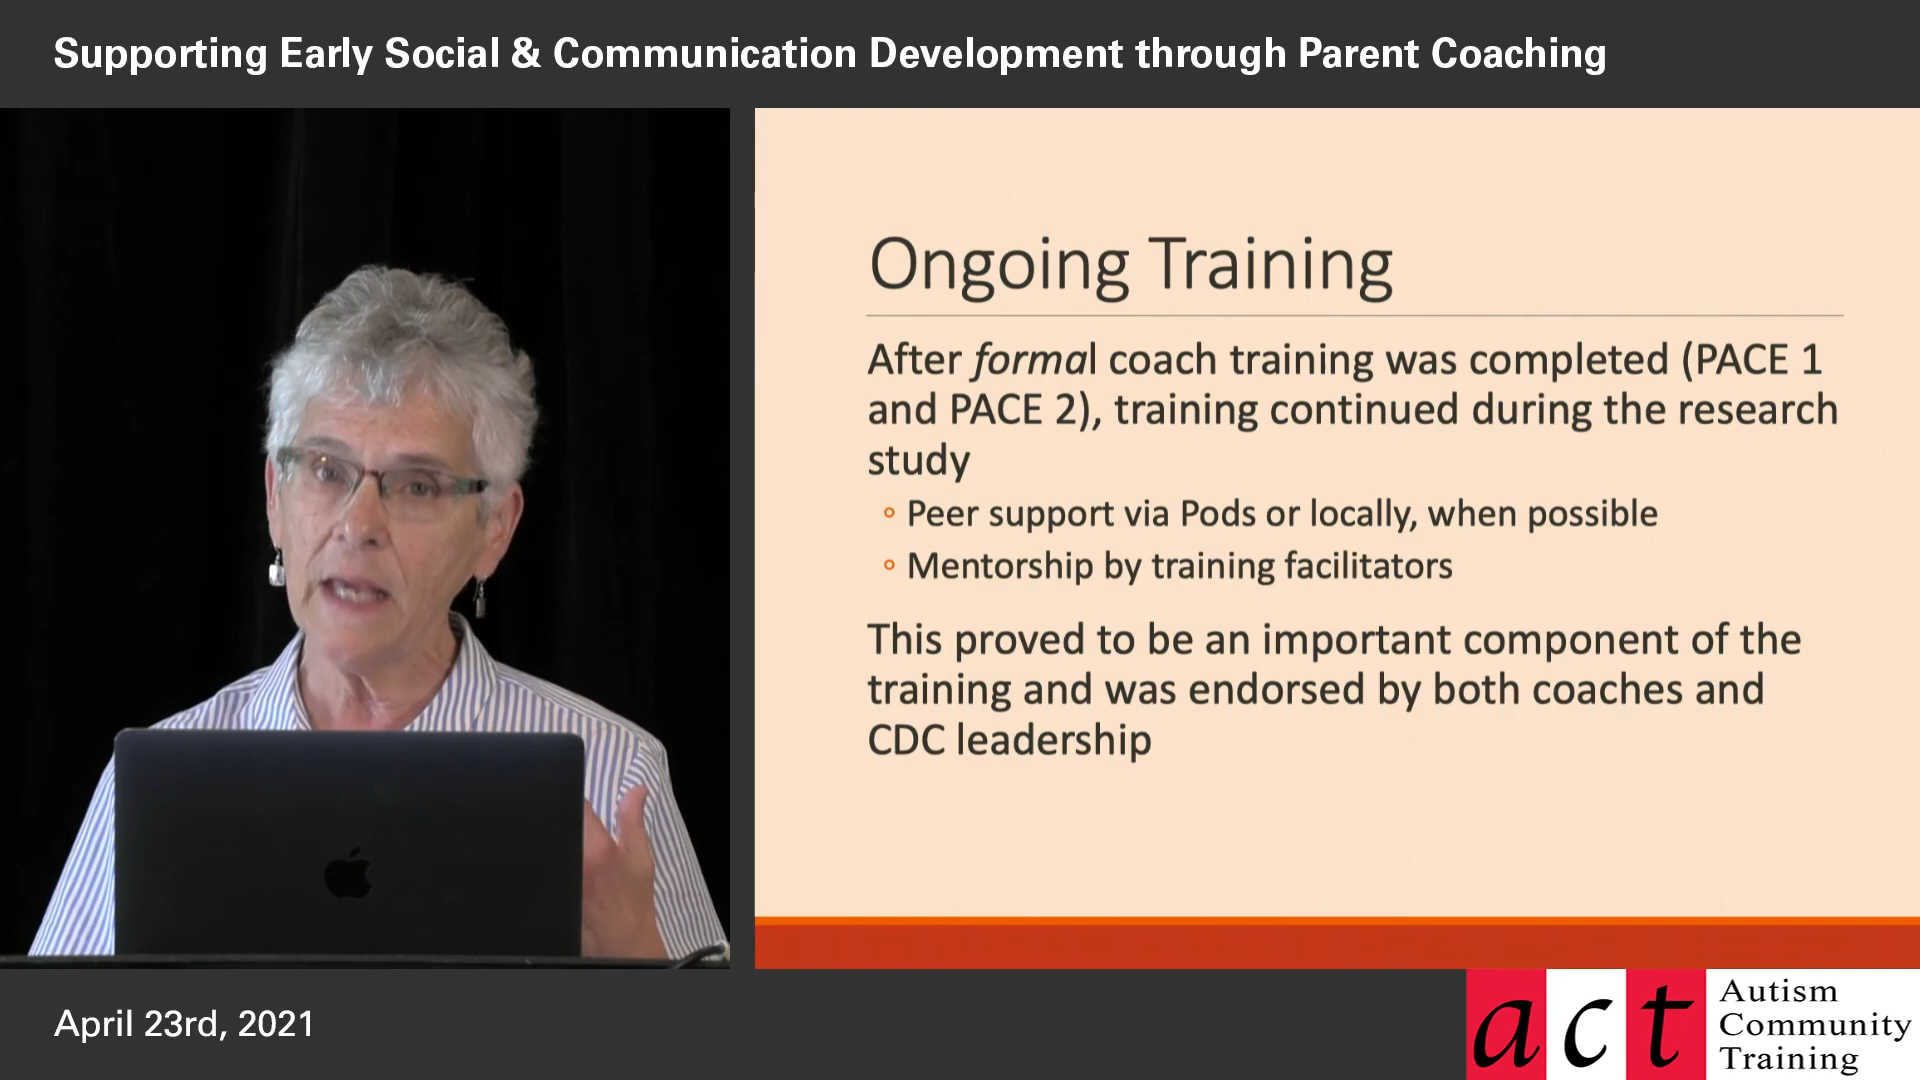 Supporting Early Social & Communication Development through Parent Coaching
Ongoing Training
After formal coach training was completed (PACE 1
and PACE 2), training continued during the research
study
◦ Peer support via Pods or locally, when possible
◦ Mentorship by training facilitators
This proved to be an important component of the
training and was endorsed by both coaches and
CDC leadership
April 23rd, 2021
act
Autism
Community
Training